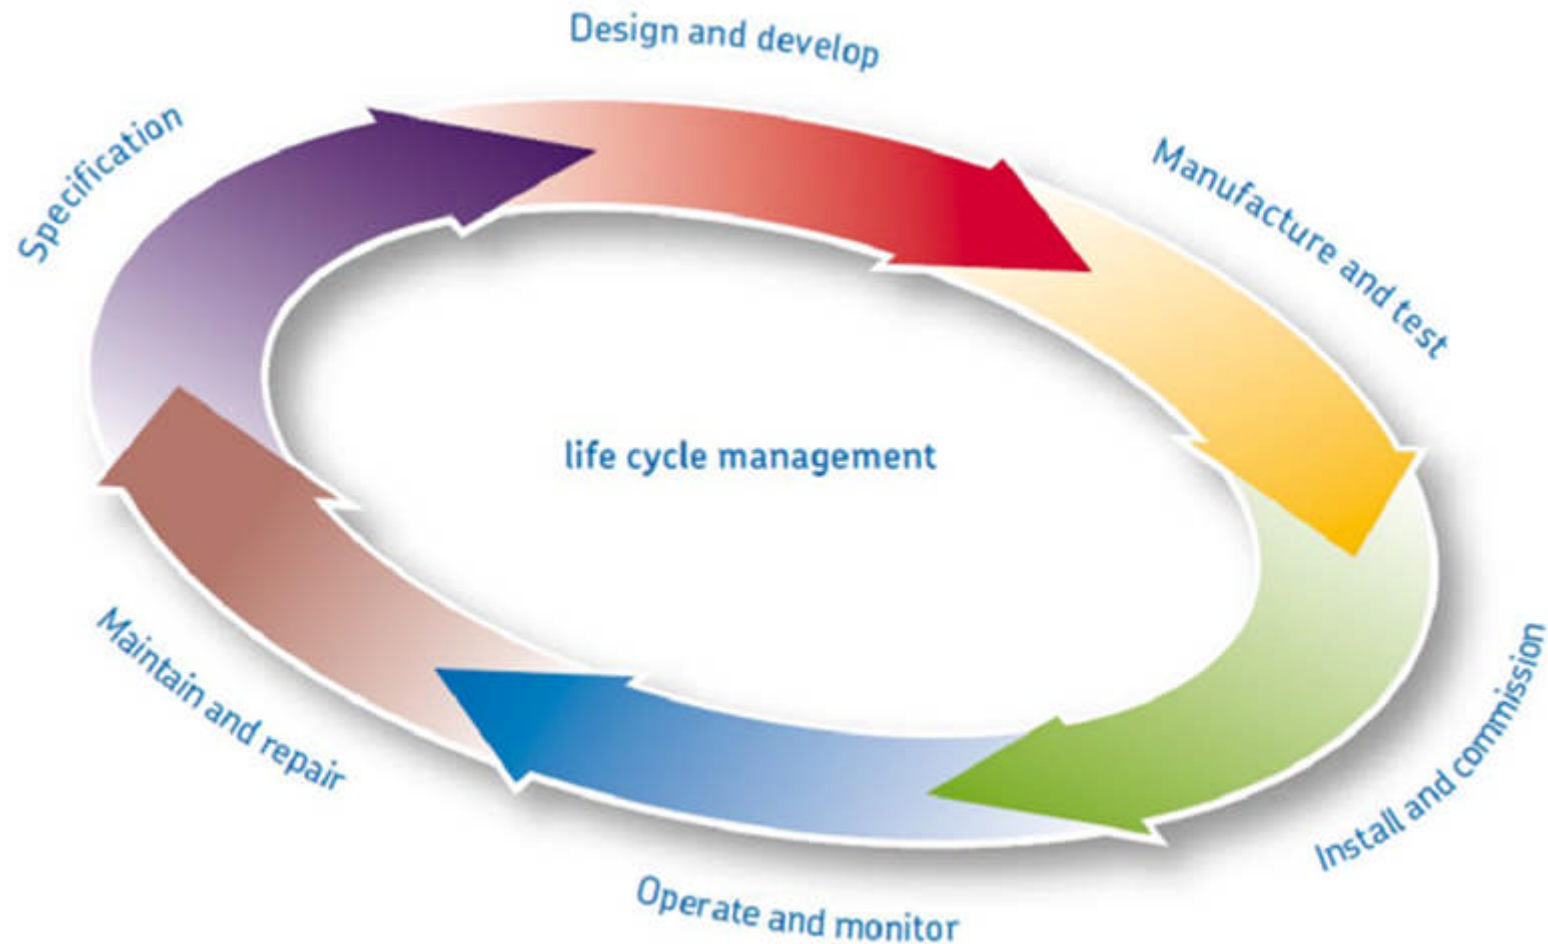 Design and develop
Specification
Manufacture and test
life cycle management
Maintain and repair
Install and commission
Operate and monitor